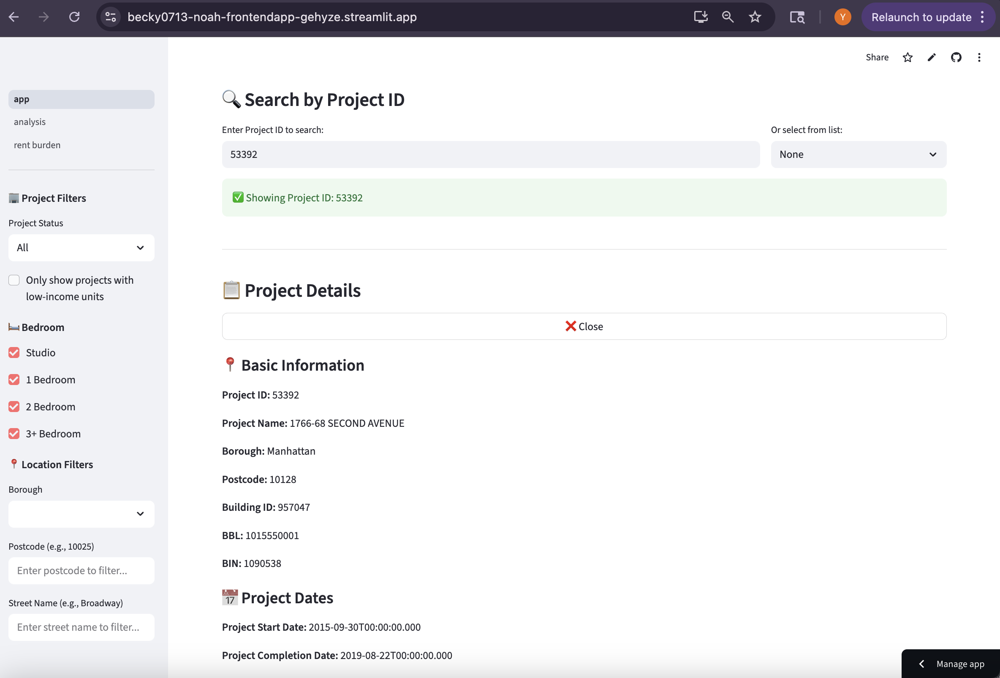 becky0713-noah-frontendapp-gehyze.streamlit.app
Y
Relaunch to update
Share
app
analysis
rent burden
Project Filters
Project Status
All
Only show projects with
low-income units
Bedroom
Studio
1 Bedroom
2 Bedroom
3+ Bedroom
Location Filters
Borough
Postcode (e.g., 10025)
Enter postcode to filter...
Street Name (e.g., Broadway)
Enter street name to filter...
Search by Project ID
Enter Project ID to search:
Or select from list:
53392
None
Showing Project ID: 53392
Project Details
Close
Basic Information
Project ID: 53392
Project Name: 1766-68 SECOND AVENUE
Borough: Manhattan
Postcode: 10128
Building ID: 957047
BBL: 1015550001
BIN: 1090538
JUL
17
Project Dates
Project Start Date: 2015-09-30T00:00:00.000
Project Completion Date: 2019-08-22T00:00:00.000
Manage app